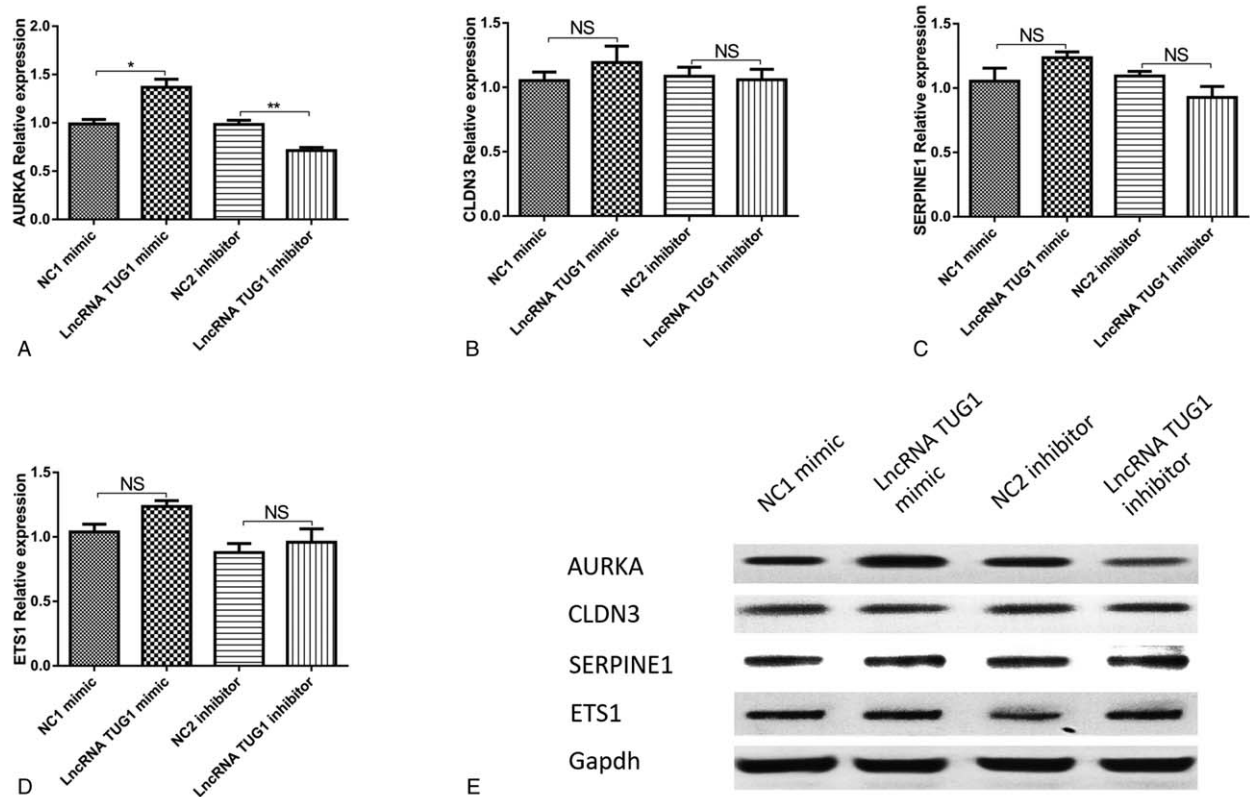 AURKA Relative expression
2.0
1.5
1.0
0.5
0.0
*
**
NC1 mimic
LncRNA TUG1 mimic
NC2 inhibitor
LncRNA TUG1 inhibitor
A
CLDN3 Relative expression
1.5
1.0
0.5
0.0
NS
NS
NC1 mimic
LncRNA TUG1 mimic
NC2 inhibitor
LncRNA TUG1 inhibitor
B
SERPINE1 Relative expression
1.5
1.0
0.5
0.0
NS
NS
NC1 mimic
LncRNA TUG1 mimic
NC2 inhibitor
LncRNA TUG1 inhibitor
C
ETS1 Relative expression
1.5
1.0
0.5
0.0
NS
NS
NC1 mimic
LncRNA TUG1 mimic
NC2 inhibitor
LncRNA TUG1 inhibitor
D
NC1 mimic
LncRNA TUG1
mimic
NC2 inhibitor
LncRNA TUG1
inhibitor
AURKA
CLDN3
SERPINE1
ETS1
Gapdh
E